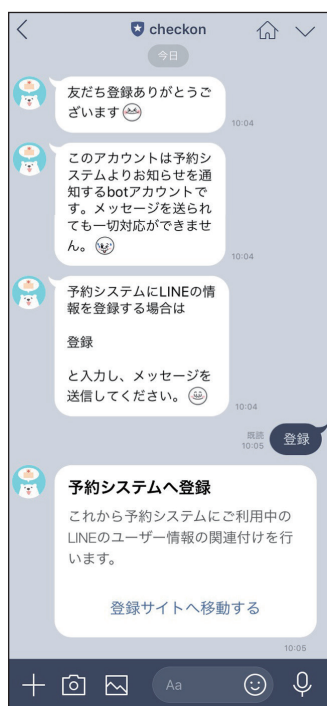 checkon
今日
友だち登録ありがとうご
ざいます
10:04
このアカウントは予約シ
ステムよりお知らせを通
知するbotアカウントで
す。メッセージを送られ
ても一切対応ができませ
ん。
10:04
予約システムにLINEの情
報を登録する場合は
登録
と入力し、メッセージを
送信してください。
10:04
既読
10:05
登録
予約システムへ登録
これから予約システムにご利用中の
LINEのユーザー情報の関連付けを行
います。
登録サイトへ移動する
10:05
Aa